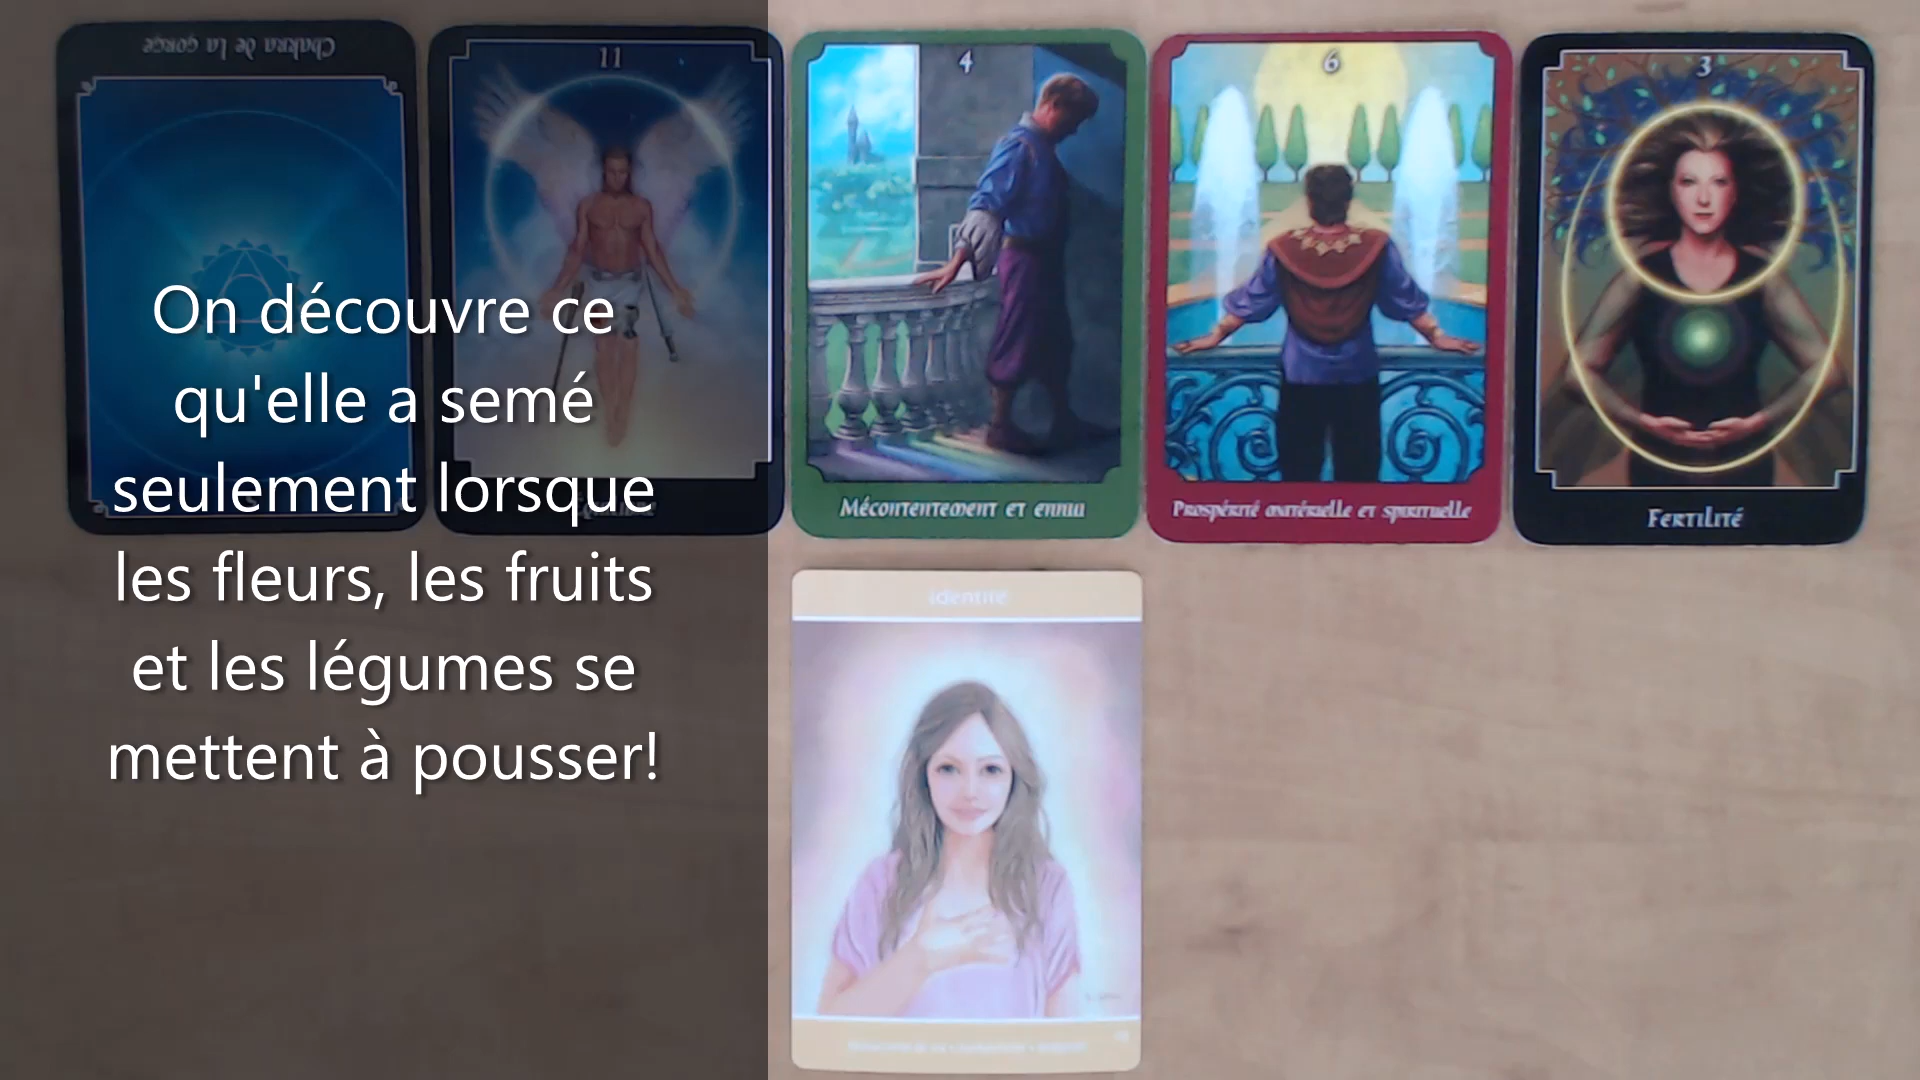 Chakra de la gorge
11
4
6
3
On découvre ce
qu'elle a semé
seulement lorsque
les fleurs, les fruits
et les légumes se
mettent à pousser!
Mécontentement et ennui
Prospérité matérielle et spirituelle
Fertilité
identité